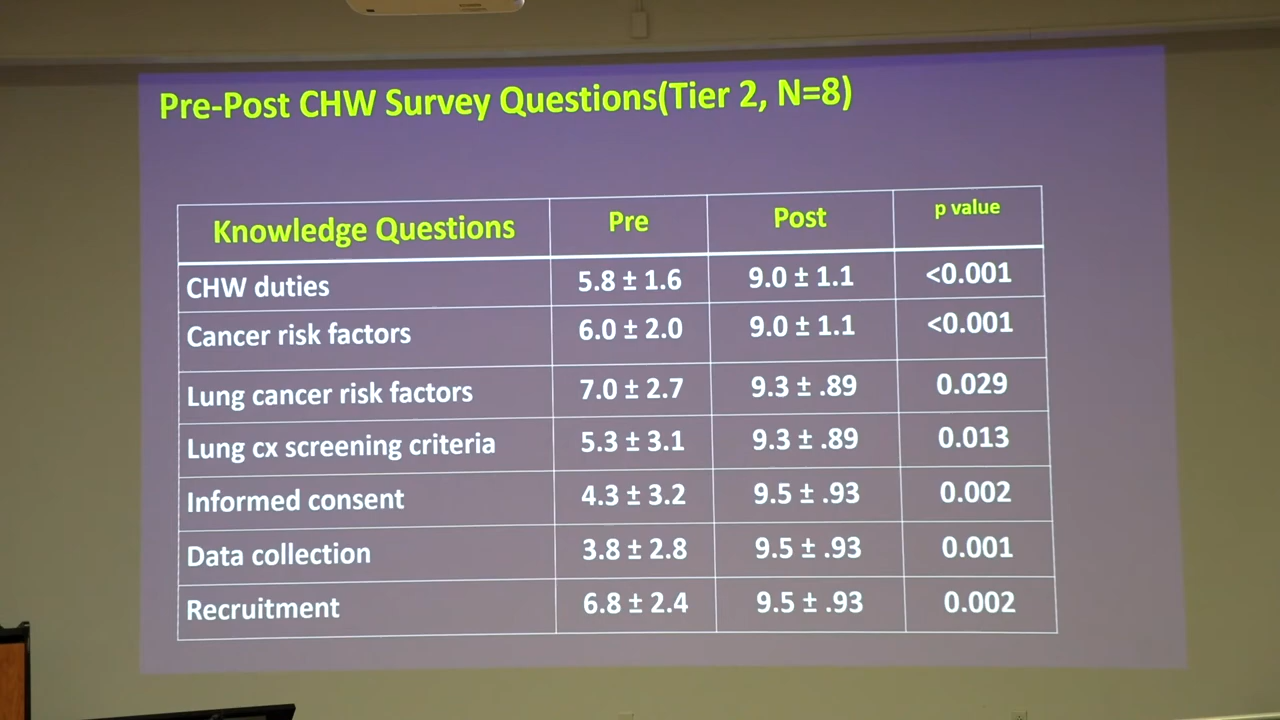 Pre-Post CHW Survey Questions(Tier 2, N=8)
Knowledge Questions Pre Post p value
CHW duties 5.8 ± 1.6 9.0 ± 1.1 <0.001
Cancer risk factors 6.0 ± 2.0 9.0 ± 1.1 <0.001
Lung cancer risk factors 7.0 ± 2.7 9.3 ± .89 0.029
Lung cx screening criteria 5.3 ± 3.1 9.3 ± .89 0.013
Informed consent 4.3 ± 3.2 9.5 ± .93 0.002
Data collection 3.8 ± 2.8 9.5 ± .93 0.001
Recruitment 6.8 ± 2.4 9.5 ± .93 0.002